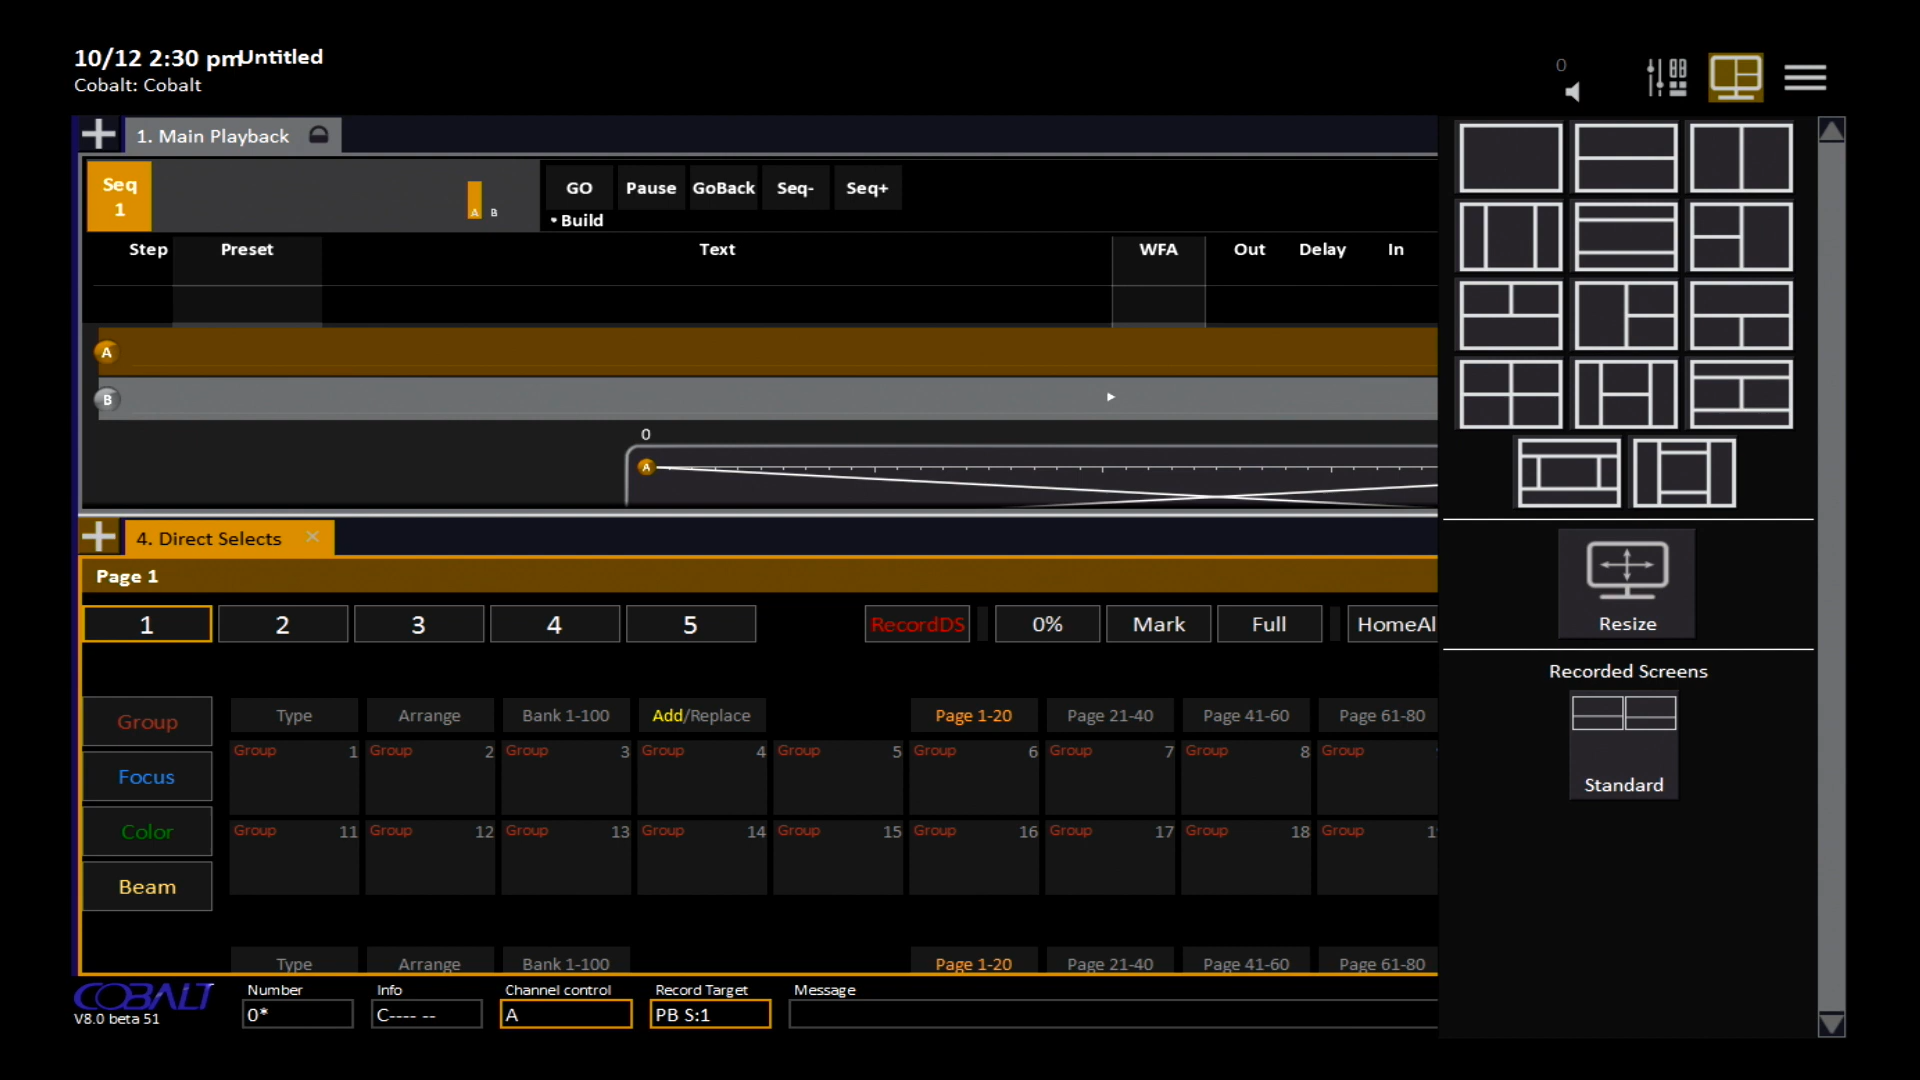 10/12 2:30 pm
Untitled
Cobalt: Cobalt
0
1. Main Playback
Seq
1
A B
GO Pause GoBack Seq- Seq+
• Build
Step Preset Text WFA Out Delay In
A
B
0
A
4. Direct Selects
Page 1
1 2 3 4 5 RecordDS 0% Mark Full HomeAl
Group
Focus
Color
Beam
Type Arrange Bank 1-100 Add/Replace Page 1-20 Page 21-40 Page 41-60 Page 61-80
Group 1 Group 2 Group 3 Group 4 Group 5 Group 6 Group 7 Group 8 Group
Group 11 Group 12 Group 13 Group 14 Group 15 Group 16 Group 17 Group 18 Group 1
Type Arrange Bank 1-100 Page 1-20 Page 21-40 Page 41-60 Page 61-80
Resize
Recorded Screens
Standard
COBALT
V8.0 beta 51
Number Info Channel control Record Target Message
0* C---- -- A PB S:1